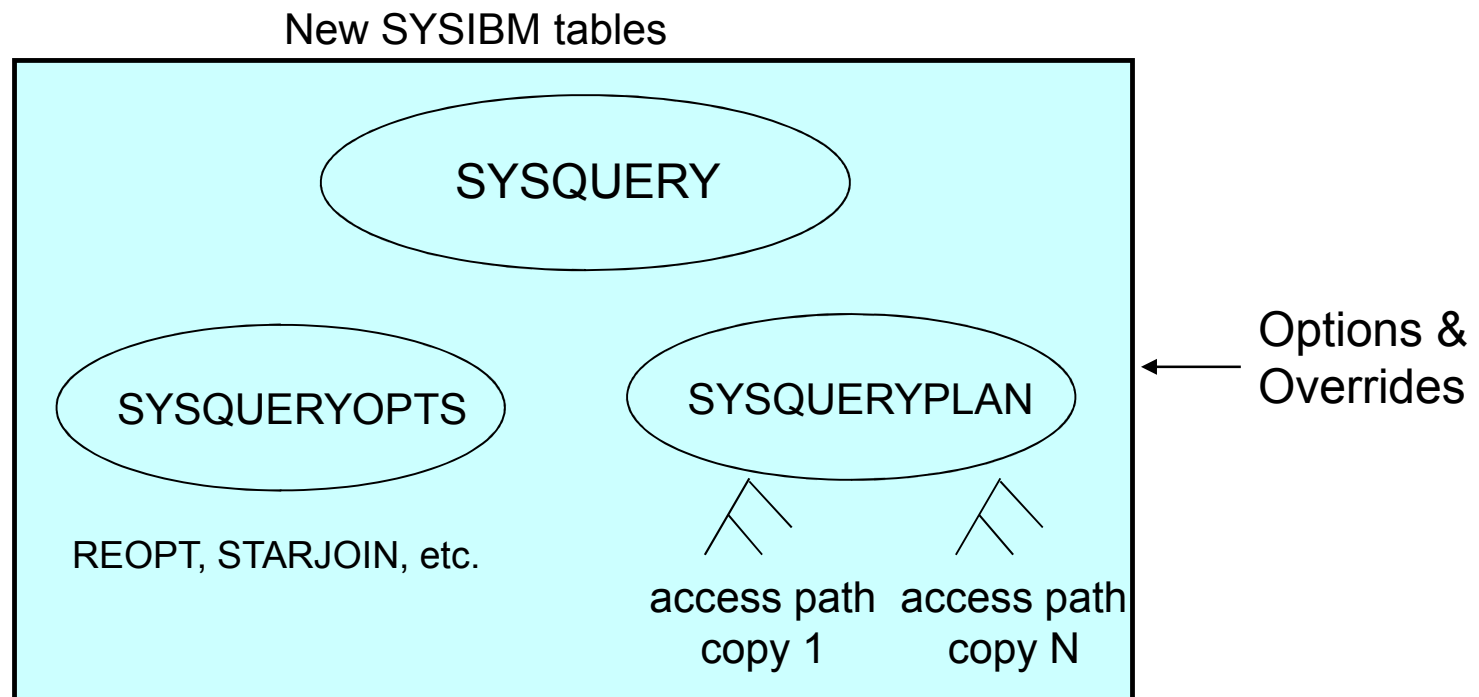 New SYSIBM tables
SYSQUERY
SYSQUERYOPTS
SYSQUERYPLAN
Options &
Overrides
REOPT, STARJOIN, etc.
access path
copy 1
access path
copy N